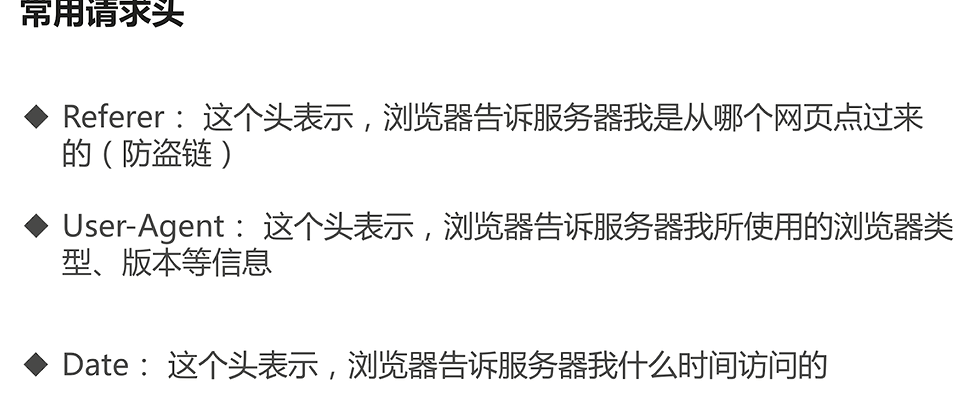 常用请求头
◆ Referer： 这个头表示，浏览器告诉服务器我是从哪个网页点过来
的（防盗链）
◆ User-Agent： 这个头表示，浏览器告诉服务器我所使用的浏览器类
型、版本等信息
◆ Date： 这个头表示，浏览器告诉服务器我什么时间访问的